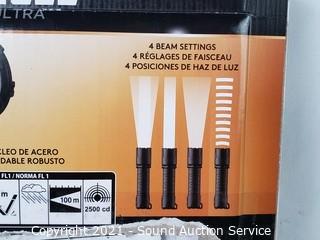 ULTRA
4 BEAM SETTINGS
4 RÉGLAGES DE FAISCEAU
4 POSICIONES DE HAZ DE LUZ
CLEO DE ACERO
DABLE ROBUSTO
FL1 / NORMA FL 1
m
100 m
2500 cd
Copyright 2021 - Sound Auction Service